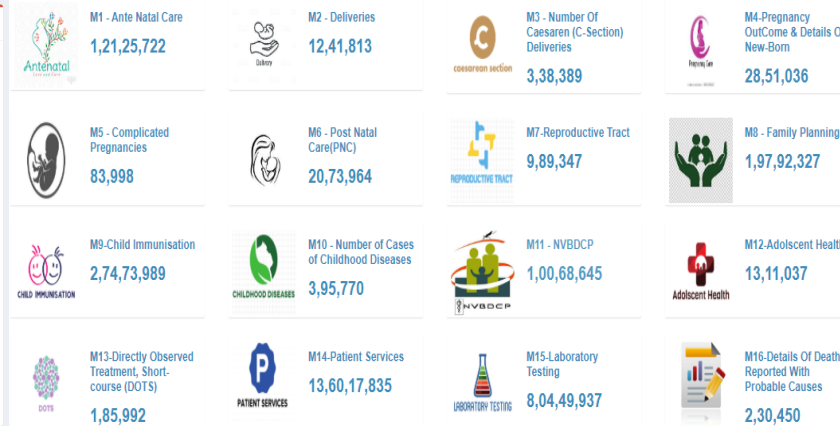 M1 - Ante Natal Care
1,21,25,722
Antenatal
M2 - Deliveries
12,41,813
Delivery
M3 - Number Of
Caesaren (C-Section)
Deliveries
3,38,389
caesarean section
M4-Pregnancy
OutCome & Details O
New-Born
28,51,036
Pregnancy Care
M5 - Complicated
Pregnancies
83,998
M6 - Post Natal
Care(PNC)
20,73,964
M7-Reproductive Tract
9,89,347
REPRODUCTIVE TRACT
M8 - Family Planning
1,97,92,327
M9-Child Immunisation
2,74,73,989
CHILD IMMUNISATION
M10 - Number of Cases
of Childhood Diseases
3,95,770
CHILDHOOD DISEASES
M11 - NVBDCP
1,00,68,645
NVBDCP
M12-Adolscent Healt
13,11,037
Adolscent Health
M13-Directly Observed
Treatment, Short-
course (DOTS)
1,85,992
DOTS
M14-Patient Services
13,60,17,835
P
PATIENT SERVICES
M15-Laboratory
Testing
8,04,49,937
LABORATORY TESTING
M16-Details Of Death
Reported With
Probable Causes
2,30,450